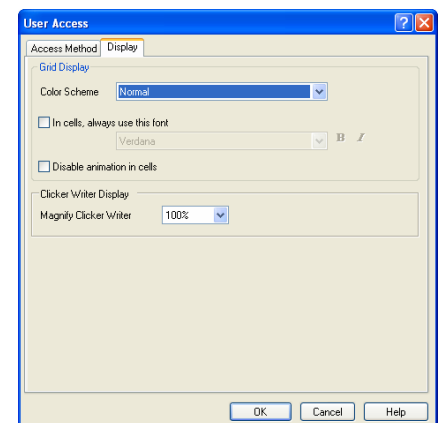 User Access
Access Method Display
Grid Display
Color Scheme Normal
In cells, always use this font
Verdana B I
Disable animation in cells
Clicker Writer Display
Magnify Clicker Writer 100%
OK Cancel Help